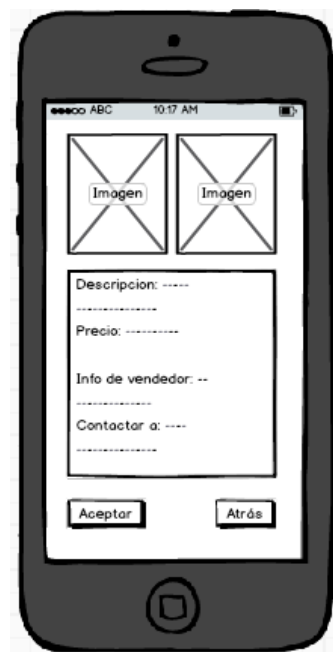 ABC 10:17 AM
Imagen Imagen
Descripcion: -----
---------------
Precio: ----------
Info de vendedor: --
--------------
Contactar a: ----
---------------
Aceptar Atrás